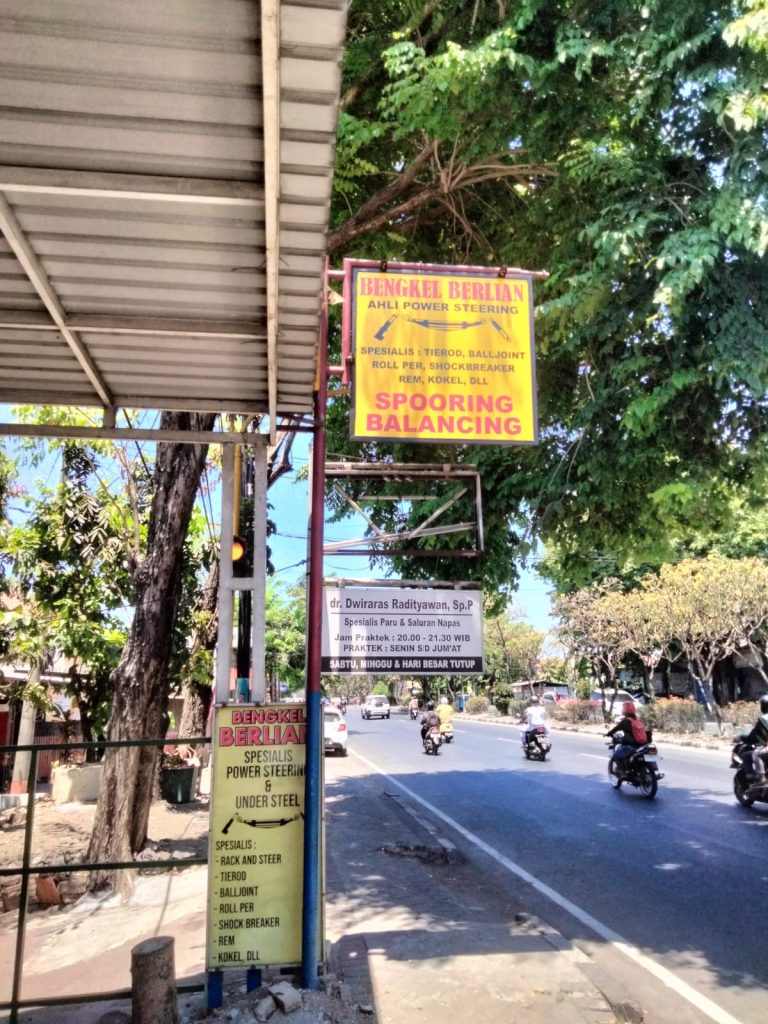 BENGKEL BERLIAN
AHLI POWER STEERING
SPESIALIS : TIEROD, BALLJOINT
ROLL PER, SHOCKBREAKER
REM, KOKEL, DLL
SPOORING
BALANCING
dr. Dwiraras Radityawan, Sp.P
Spesialis Paru & Saluran Napas
Jam Praktek : 20.00 - 21.30 WIB
PRAKTEK : SENIN S/D JUM'AT
SABTU, MINGGU & HARI BESAR TUTUP
BENGKEL
BERLIAN
SPESIALIS
POWER STEERING
&
UNDER STEEL
SPESIALIS :
- RACK AND STEER
- TIEROD
- BALLJOINT
- ROLL PER
- SHOCK BREAKER
- REM
- KOKEL, DLL